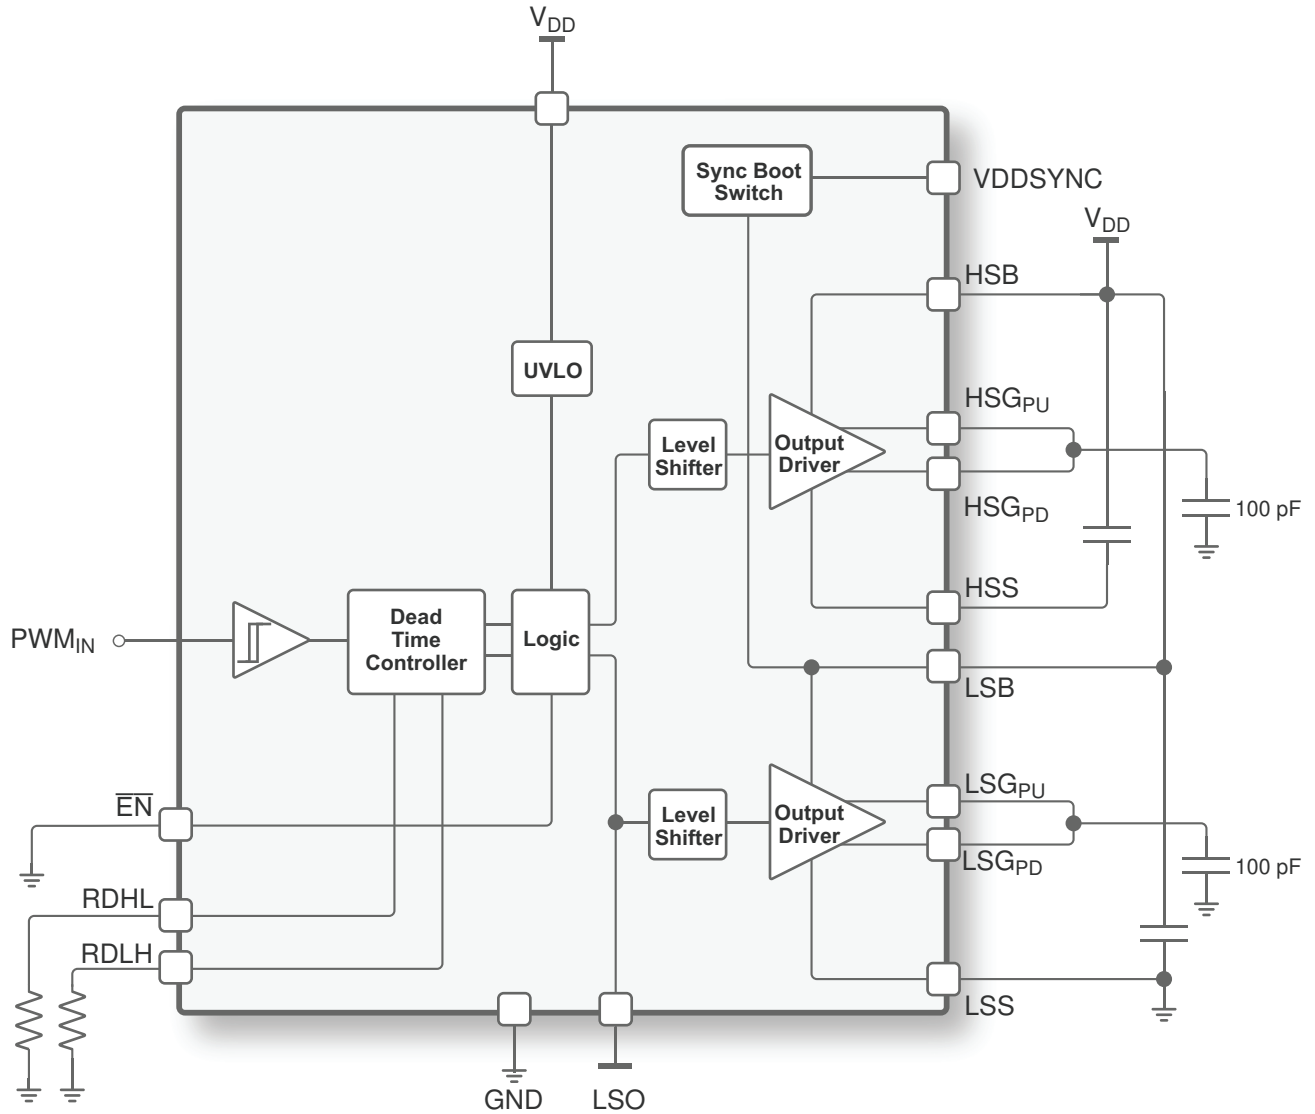 VDD
Sync Boot
Switch
VDDSYNC
VDD
HSB
UVLO
HSGPU
Level
Shifter
Output
Driver
HSGPD
100 pF
HSS
PWMIN
Dead
Time
Controller
Logic
LSB
EN
LSGPU
Level
Shifter
Output
Driver
LSGPD
100 pF
RDHL
RDLH
LSS
GND
LSO